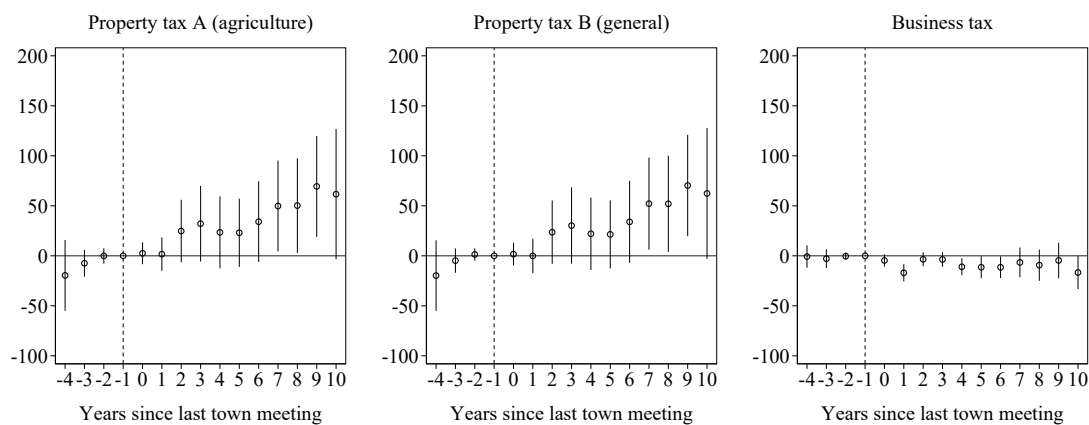 Property tax A (agriculture)
200
150
100
50
0
-50
-100
-4 -3 -2 -1 0 1 2 3 4 5 6 7 8 9 10
Years since last town meeting
Property tax B (general)
200
150
100
50
0
-50
-100
-4 -3 -2 -1 0 1 2 3 4 5 6 7 8 9 10
Years since last town meeting
Business tax
200
150
100
50
0
-50
-100
-4 -3 -2 -1 0 1 2 3 4 5 6 7 8 9 10
Years since last town meeting